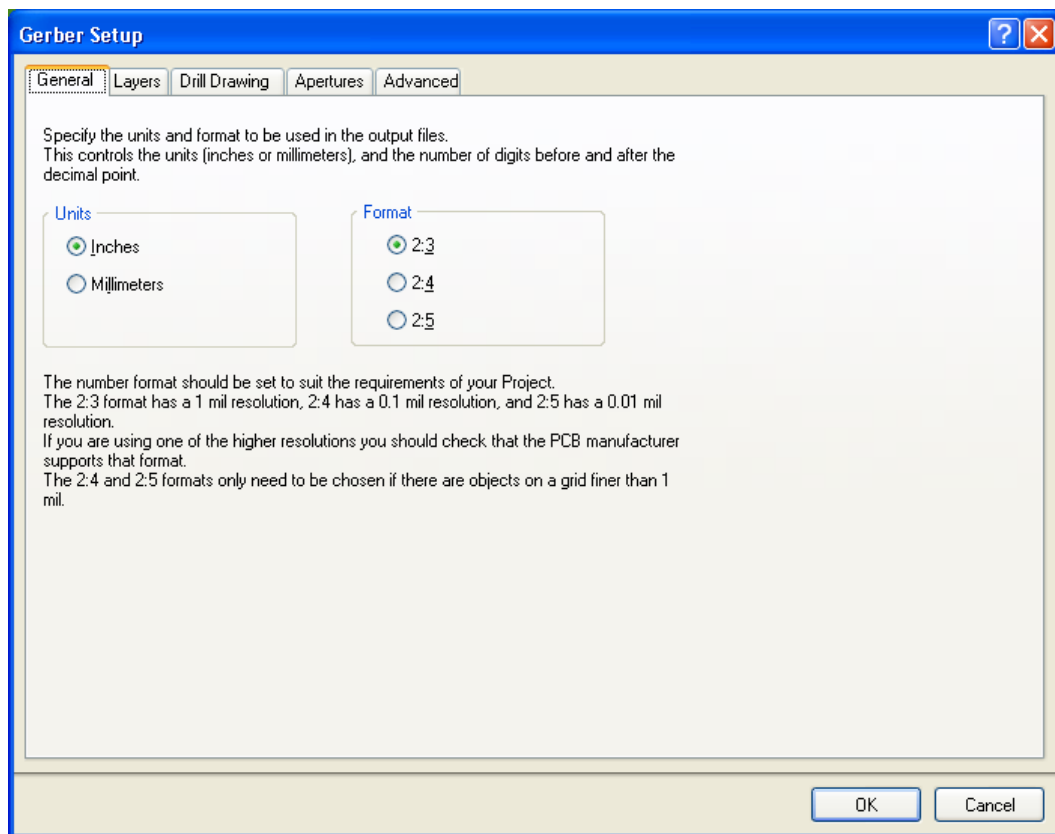 Gerber Setup
General Layers Drill Drawing Apertures Advanced
Specify the units and format to be used in the output files.
This controls the units (inches or millimeters), and the number of digits before and after the
decimal point.
Units
Inches
Millimeters
Format
2:3
2:4
2:5
The number format should be set to suit the requirements of your Project.
The 2:3 format has a 1 mil resolution, 2:4 has a 0.1 mil resolution, and 2:5 has a 0.01 mil
resolution.
If you are using one of the higher resolutions you should check that the PCB manufacturer
supports that format.
The 2:4 and 2:5 formats only need to be chosen if there are objects on a grid finer than 1
mil.
OK Cancel